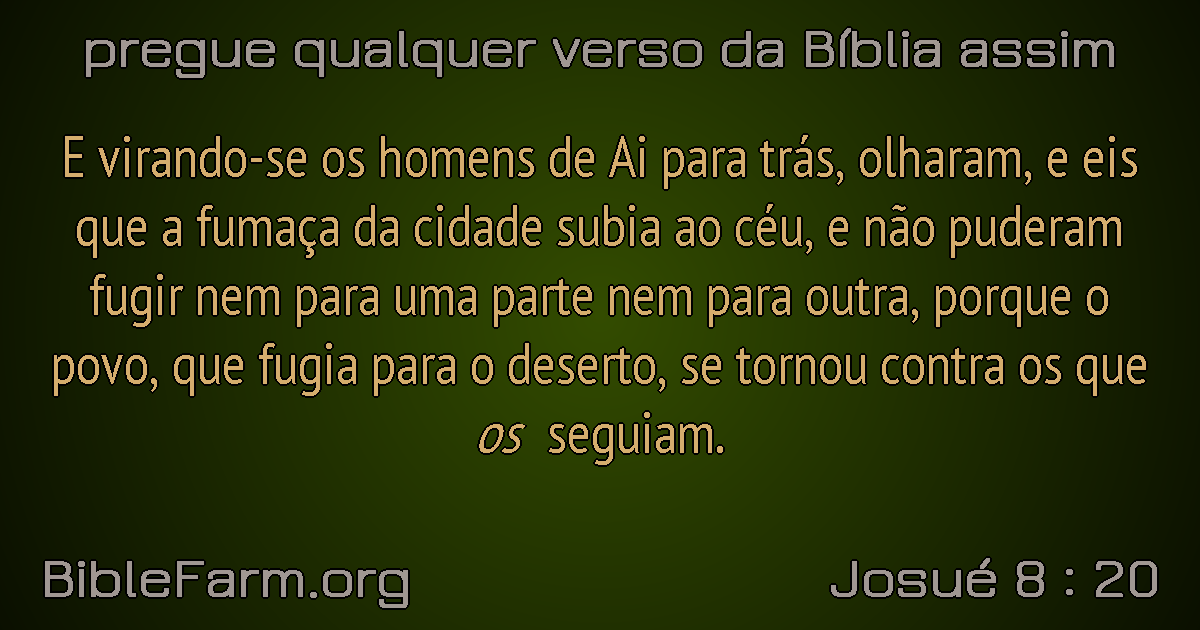 pregue qualquer verso da Bíblia assim
E virando-se os homens de Ai para trás, olharam, e eis
que a fumaça da cidade subia ao céu, e não puderam
fugir nem para uma parte nem para outra, porque o
povo, que fugia para o deserto, se tornou contra os que
os seguiam.
BibleFarm.org
Josué 8 : 20